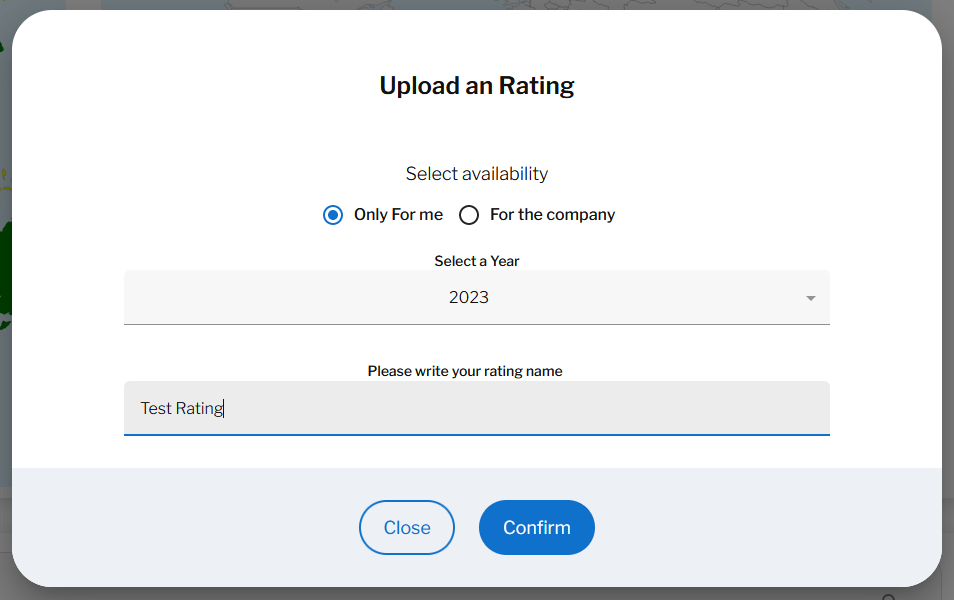 Upload an Rating
Select availability
Only For me For the company
Select a Year
2023
Please write your rating name
Test Rating
Close Confirm